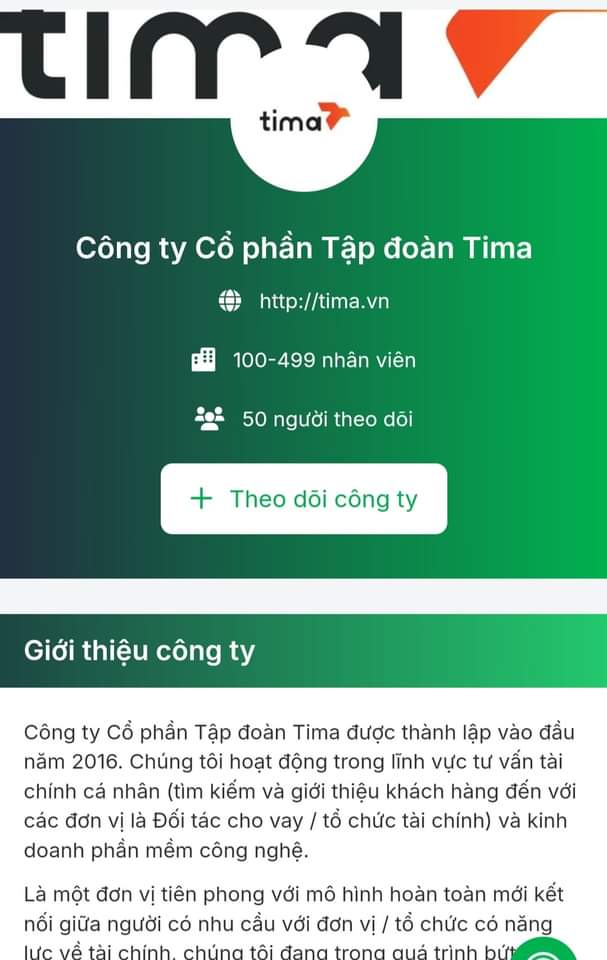 tima
tima
Công ty Cổ phần Tập đoàn Tima
http://tima.vn
100-499 nhân viên
50 người theo dõi
+ Theo dõi công ty
Giới thiệu công ty
Công ty Cổ phần Tập đoàn Tima được thành lập vào đầu
năm 2016. Chúng tôi hoạt động trong lĩnh vực tư vấn tài
chính cá nhân (tìm kiếm và giới thiệu khách hàng đến với
các đơn vị là Đối tác cho vay / tổ chức tài chính) và kinh
doanh phần mềm công nghệ.
Là một đơn vị tiên phong với mô hình hoàn toàn mới kết
nối giữa người có nhu cầu với đơn vị / tổ chức có năng
lực về tài chính, chúng tôi đang trong quá trình bứt